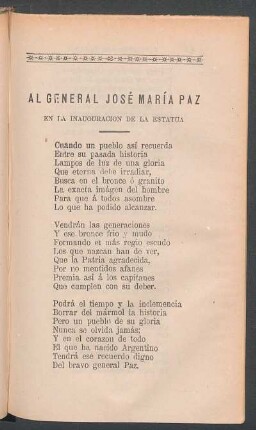 AL GENERAL JOSÉ MARÍA PAZ
EN LA INAUGURACION DE LA ESTATUA
Cuando un pueblo así recuerda
Entre su pasada historia
Lampos de luz de una gloria
Que eterna debe irradiar,
Busca en el bronce ó granito
La exacta imágen del hombre
Para que á todos asombre
Lo que ha podido alcanzar.
Vendrán las generaciones
Y ese bronce frio y mudo
Formando el más regio escudo
Los que nazcan han de ver,
Que la Patria agradecida,
Por no mentidos afanes
Premia así á los capitanes
Que cumplen con su deber.
Podrá el tiempo y la inclemencia
Borrar del mármol la historia
Pero un pueblo de su gloria
Nunca se olvida jamás;
Y en el corazon de todo
El que ha nacido Argentino
Tendrá ese recuerdo digno
Del bravo general Paz.